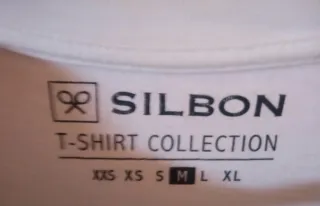 SILBON
T-SHIRT COLLECTION
XXS XS S M L XL